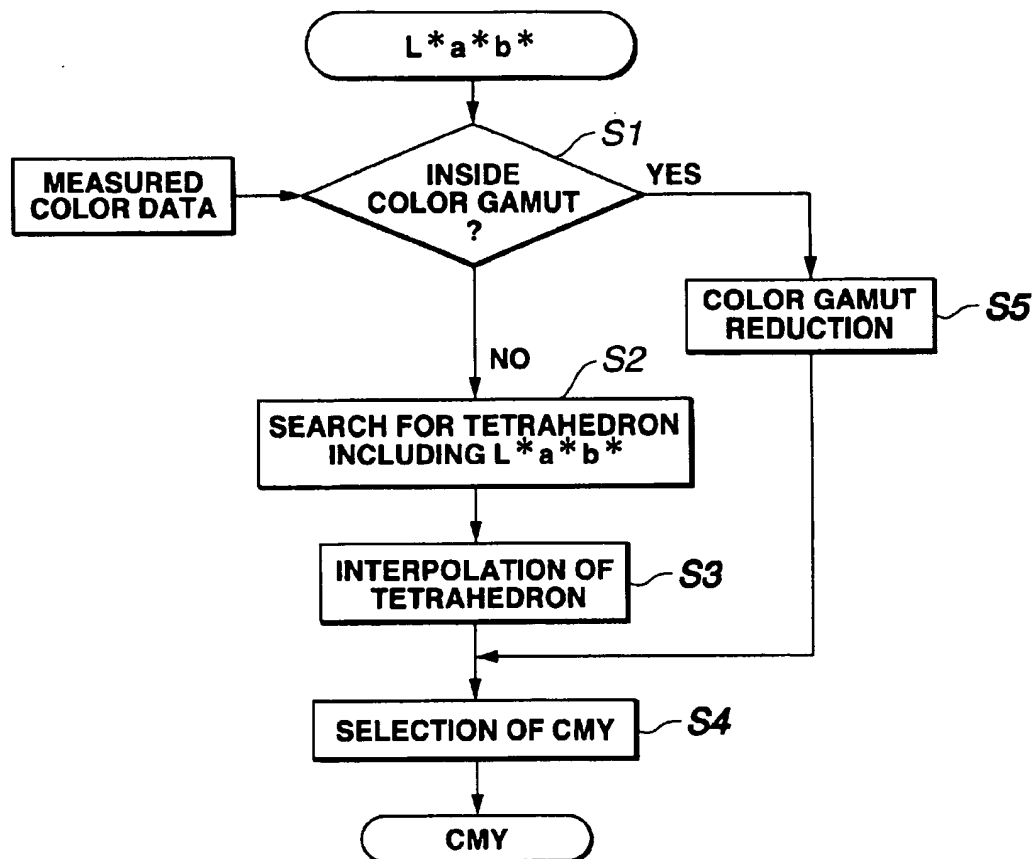 L*a*b*
S1
MEASURED
COLOR DATA
INSIDE
COLOR GAMUT
?
YES
COLOR GAMUT
REDUCTION
S5
NO
S2
SEARCH FOR TETRAHEDRON
INCLUDING L*a*b*
INTERPOLATION OF
TETRAHEDRON
S3
SELECTION OF CMY
S4
CMY